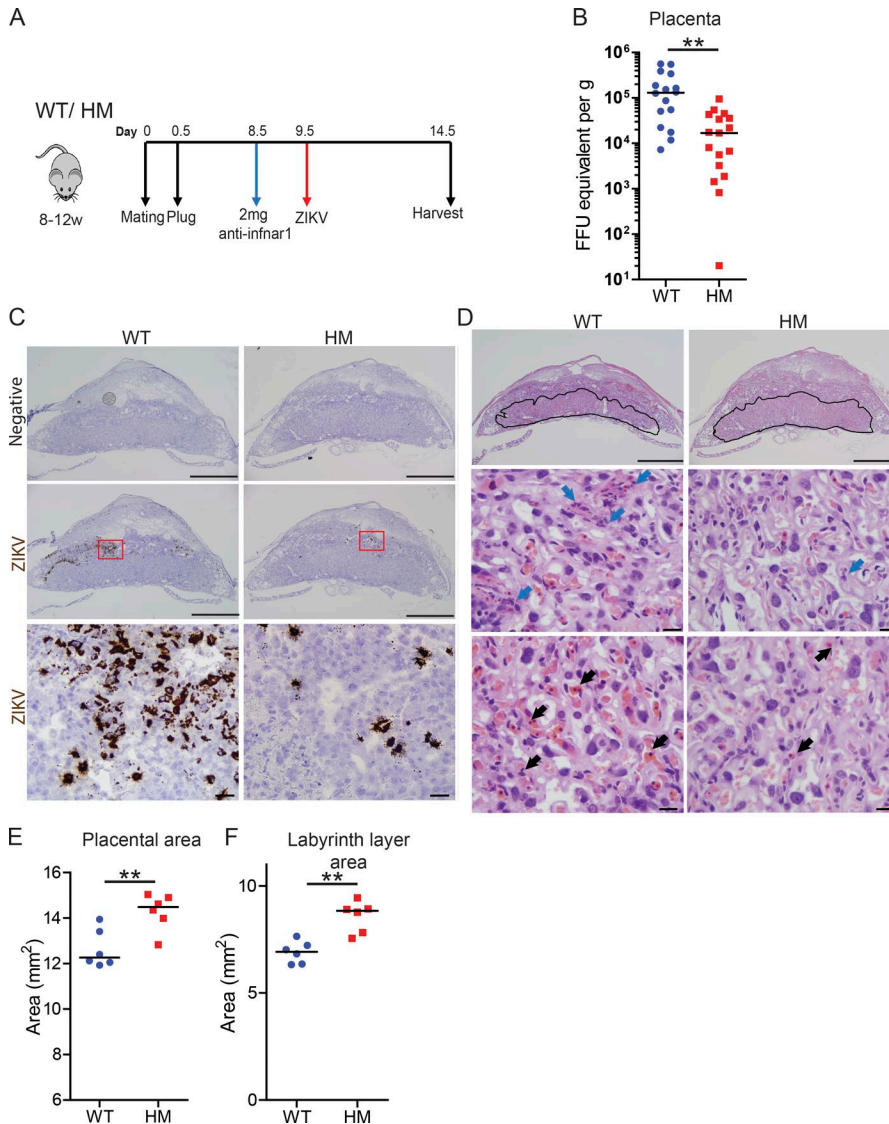 A
WT/ HM
8-12w
Day 0 0.5 8.5 9.5 14.5
Mating Plug 2mg anti-infnar1 ZIKV Harvest
B
Placenta
**
FFU equivalent per g
10^6
10^5
10^4
10^3
10^2
10^1
WT HM
C
WT HM
Negative
ZIKV
ZIKV
D
WT HM
E
Placental area
**
Area (mm^2)
16
14
12
10
8
6
WT HM
F
Labyrinth layer
area
**
Area (mm^2)
10
5
0
WT HM